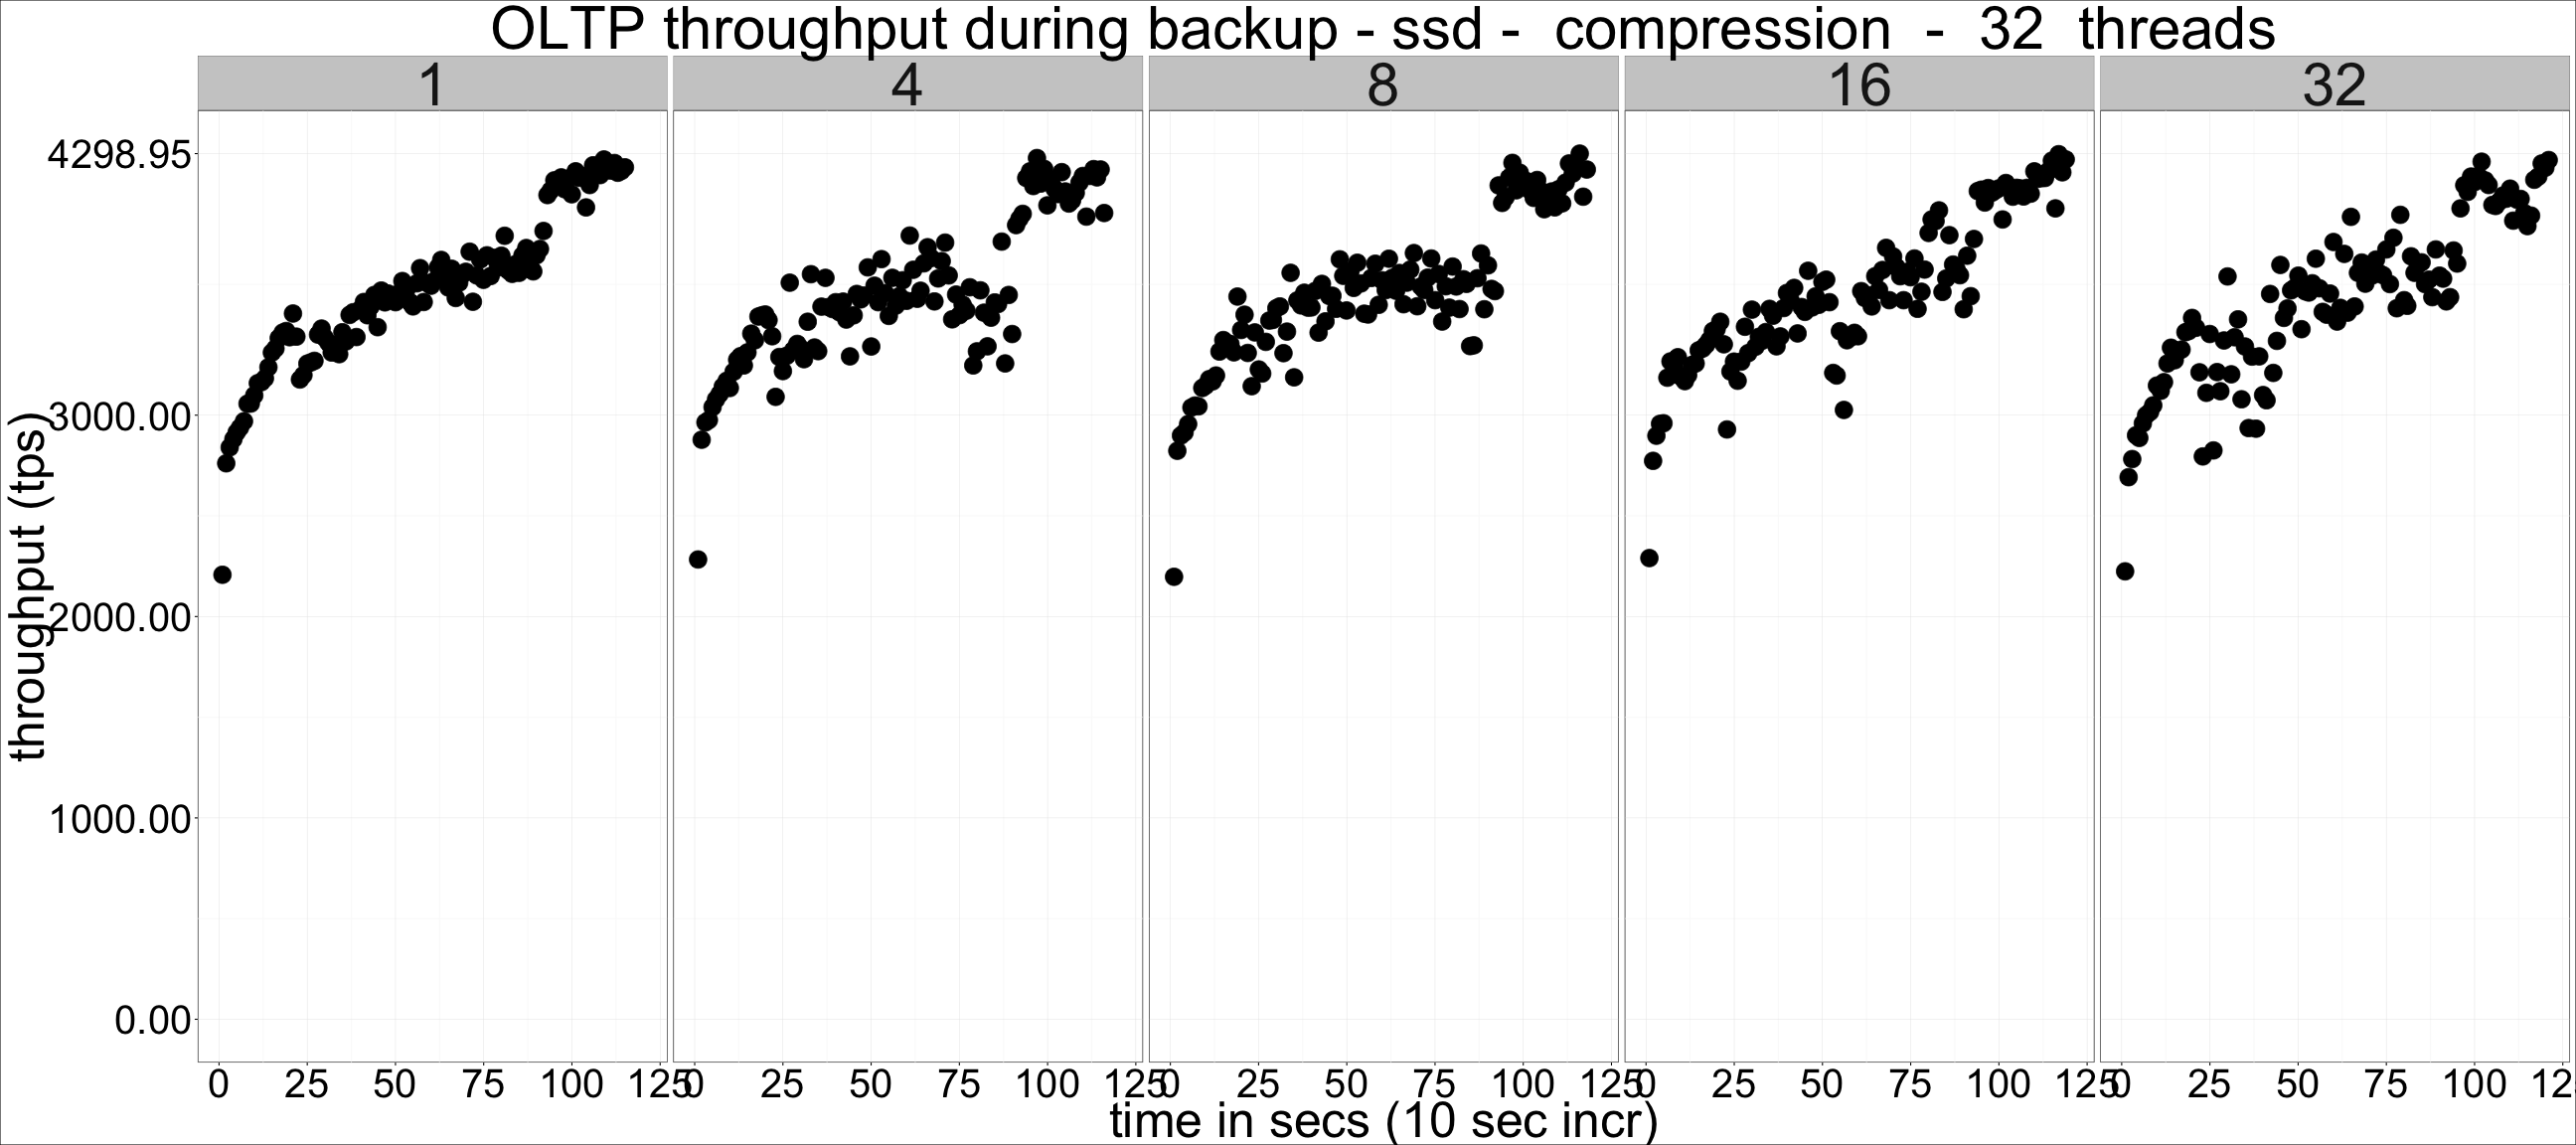 OLTP throughput during backup - ssd -  compression  -  32  threads
1 4 8 16 32
4298.95
3000.00
2000.00
1000.00
0.00
throughput (tps)
0 25 50 75 100 125 0 25 50 75 100 125 0 25 50 75 100 125 0 25 50 75 100 125 0 25 50 75 100 12
time in secs (10 sec incr)